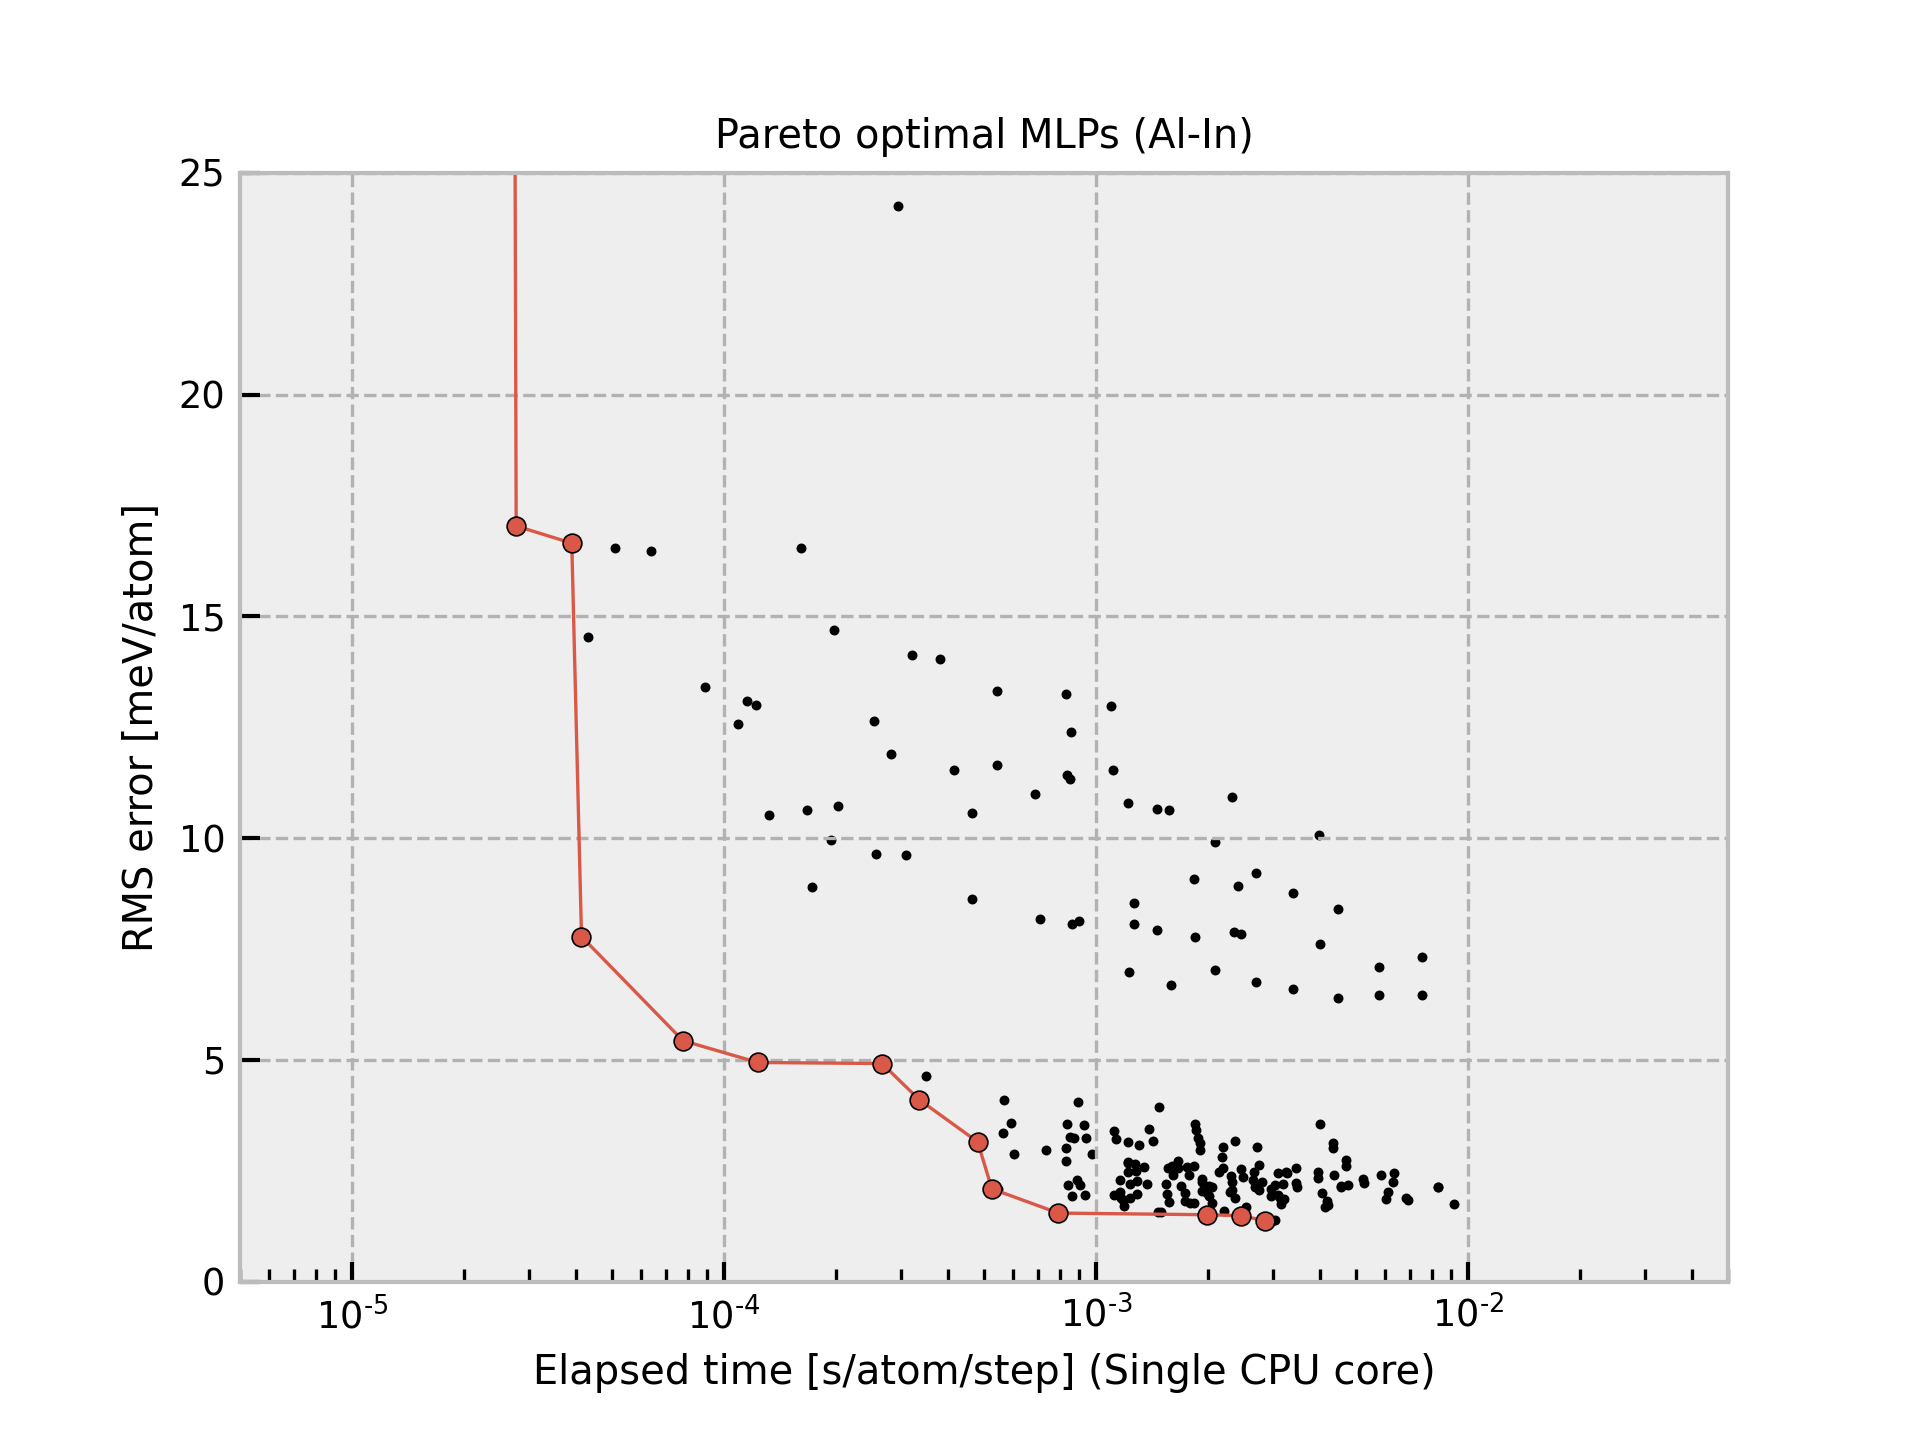 Pareto optimal MLPs (Al-In)
25
20
15
10
5
0
RMS error [meV/atom]
10-5 10-4 10-3 10-2
Elapsed time [s/atom/step] (Single CPU core)